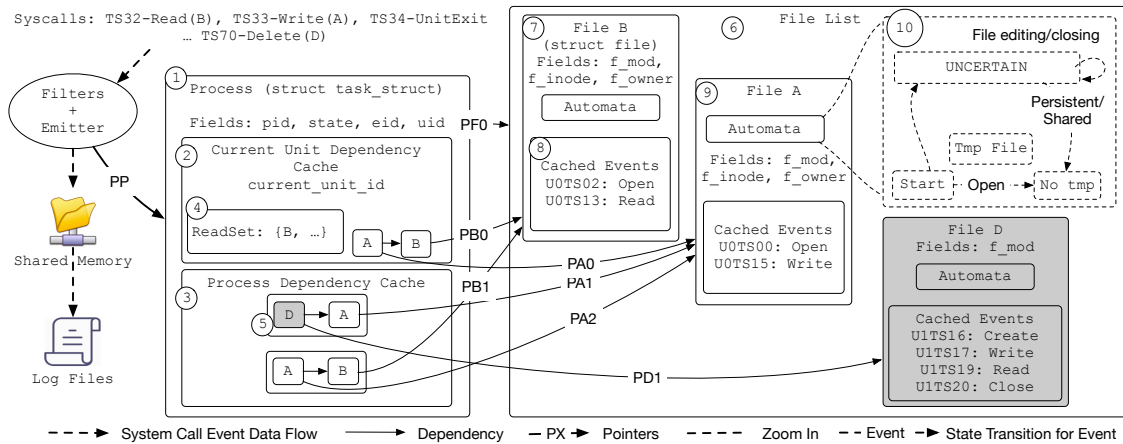 Syscalls: TS32-Read(B), TS33-Write(A), TS34-UnitExit
… TS70-Delete(D)
Filters
+
Emitter
PP
Shared Memory
Log Files
1
Process (struct task_struct)
Fields: pid, state, eid, uid
PF0
2
Current Unit Dependency
Cache
current_unit_id
4
ReadSet: {B, …}
A
B
PB0
PA0
3
Process Dependency Cache
PB1
PA1
5
D
A
PA2
A
B
PD1
6
File List
7
File B
(struct file)
Fields: f_mod,
f_inode, f_owner
Automata
8
Cached Events
U0TS02: Open
U0TS13: Read
9
File A
Automata
Fields: f_mod,
f_inode, f_owner
Cached Events
U0TS00: Open
U0TS15: Write
10
File editing/closing
UNCERTAIN
Persistent/
Shared
Tmp File
Start
Open
No tmp
File D
Fields: f_mod
Automata
Cached Events
U1TS16: Create
U1TS17: Write
U1TS19: Read
U1TS20: Close
System Call Event Data Flow
Dependency
PX
Pointers
Zoom In
Event
State Transition for Event